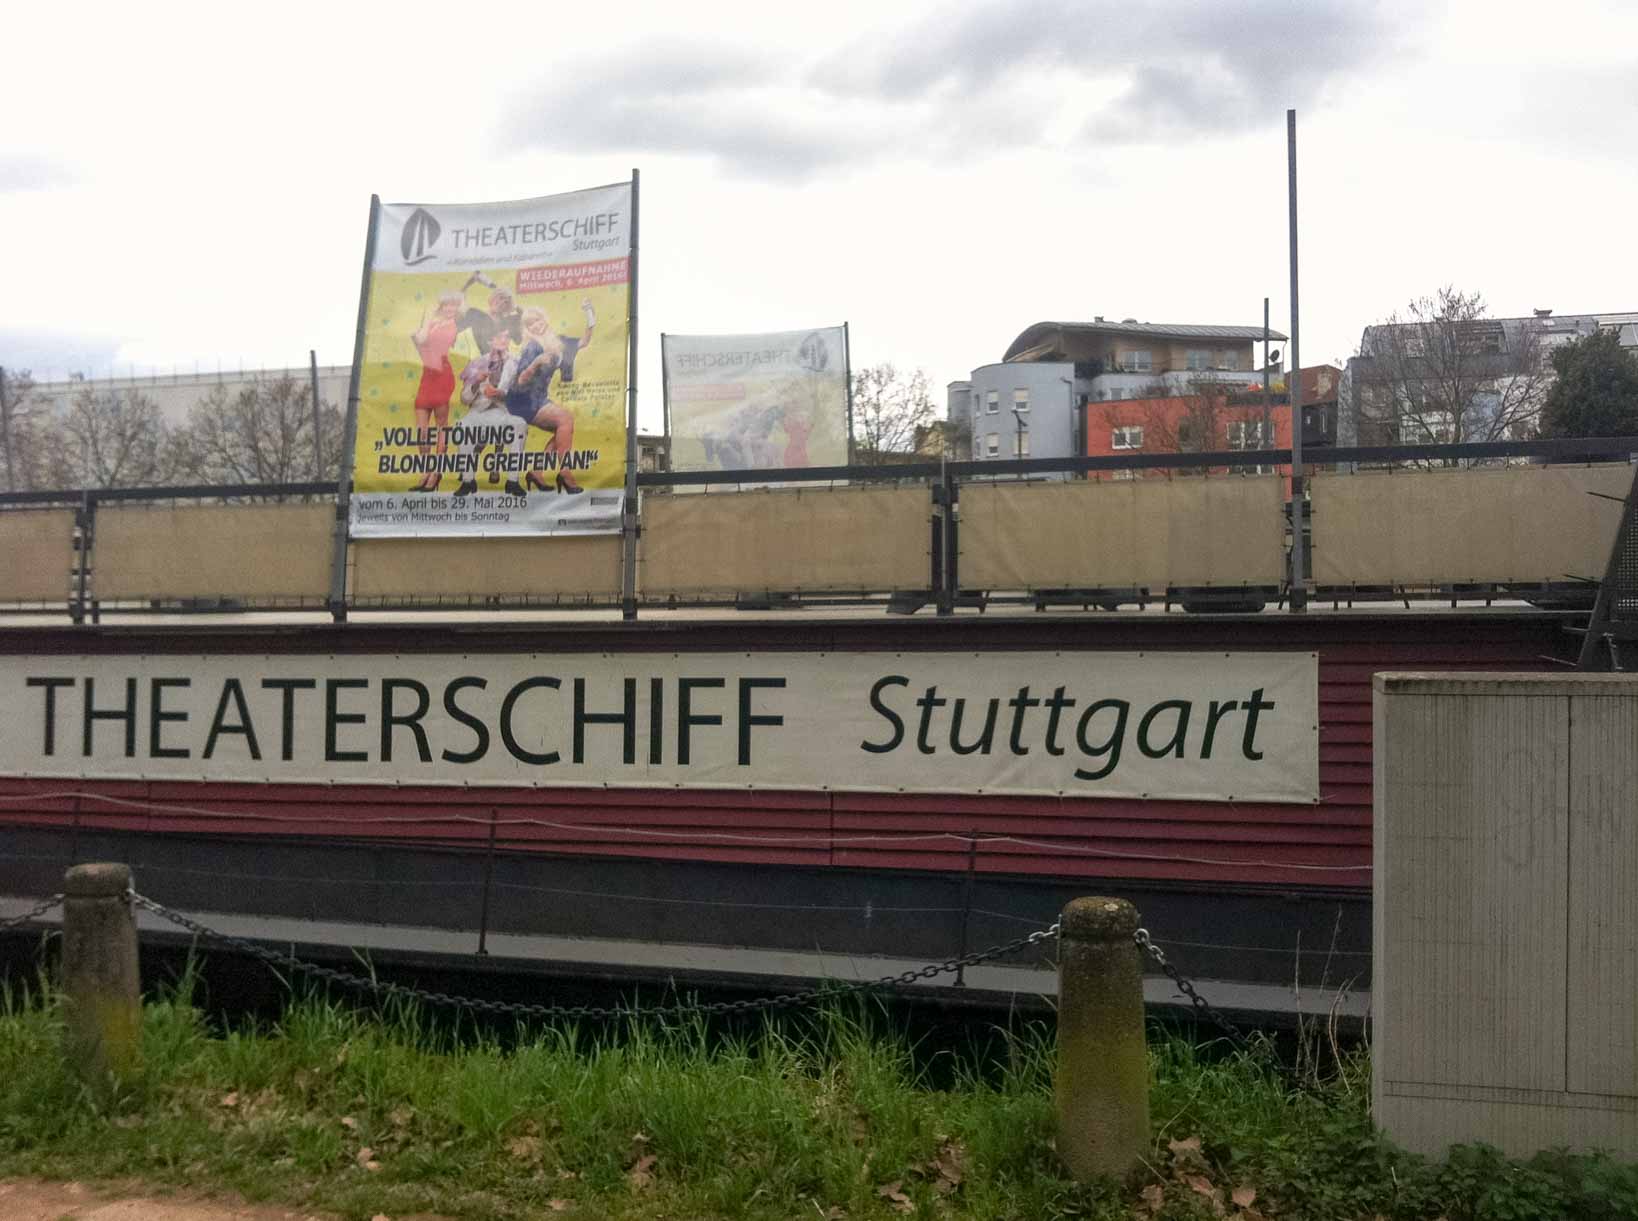 THEATERSCHIFF
Stuttgart
WIEDERAUFNAHME
Mittwoch, 6. April 2016!
„VOLLE TÖNUNG -
BLONDINEN GREIFEN AN!“
vom 6. April bis 29. Mai 2016
Jeweils von Mittwoch bis Sonntag
THEATERSCHIFF
THEATERSCHIFF Stuttgart